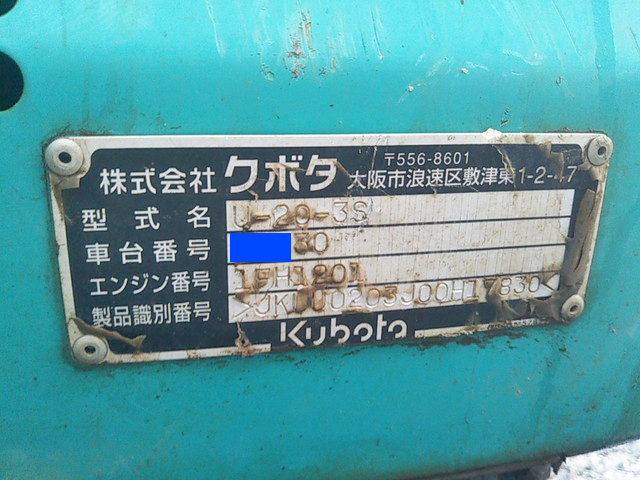 〒556-8601
株式会社 クボタ 大阪市浪速区敷津東1-2-47
型式名 U-20-3S
車台番号 30
エンジン番号 19H1201
製品識別番号 >JKUU0203J00H17830<
Kubota